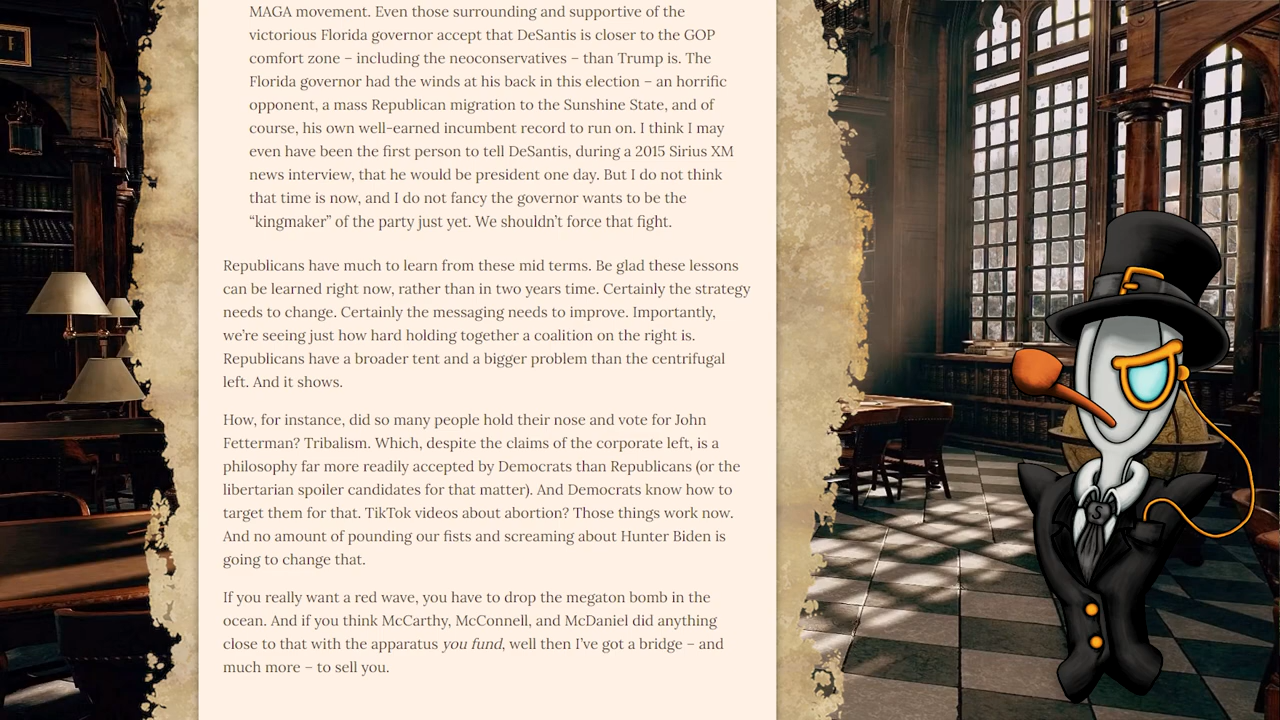 MAGA movement. Even those surrounding and supportive of the
victorious Florida governor accept that DeSantis is closer to the GOP
comfort zone – including the neoconservatives – than Trump is. The
Florida governor had the winds at his back in this election – an horrific
opponent, a mass Republican migration to the Sunshine State, and of
course, his own well-earned incumbent record to run on. I think I may
even have been the first person to tell DeSantis, during a 2015 Sirius XM
news interview, that he would be president one day. But I do not think
that time is now, and I do not fancy the governor wants to be the
“kingmaker” of the party just yet. We shouldn’t force that fight.
Republicans have much to learn from these mid terms. Be glad these lessons
can be learned right now, rather than in two years time. Certainly the strategy
needs to change. Certainly the messaging needs to improve. Importantly,
we’re seeing just how hard holding together a coalition on the right is.
Republicans have a broader tent and a bigger problem than the centrifugal
left. And it shows.
How, for instance, did so many people hold their nose and vote for John
Fetterman? Tribalism. Which, despite the claims of the corporate left, is a
philosophy far more readily accepted by Democrats than Republicans (or the
libertarian spoiler candidates for that matter). And Democrats know how to
target them for that. TikTok videos about abortion? Those things work now.
And no amount of pounding our fists and screaming about Hunter Biden is
going to change that.
If you really want a red wave, you have to drop the megaton bomb in the
ocean. And if you think McCarthy, McConnell, and McDaniel did anything
close to that with the apparatus you fund, well then I’ve got a bridge – and
much more – to sell you.
S